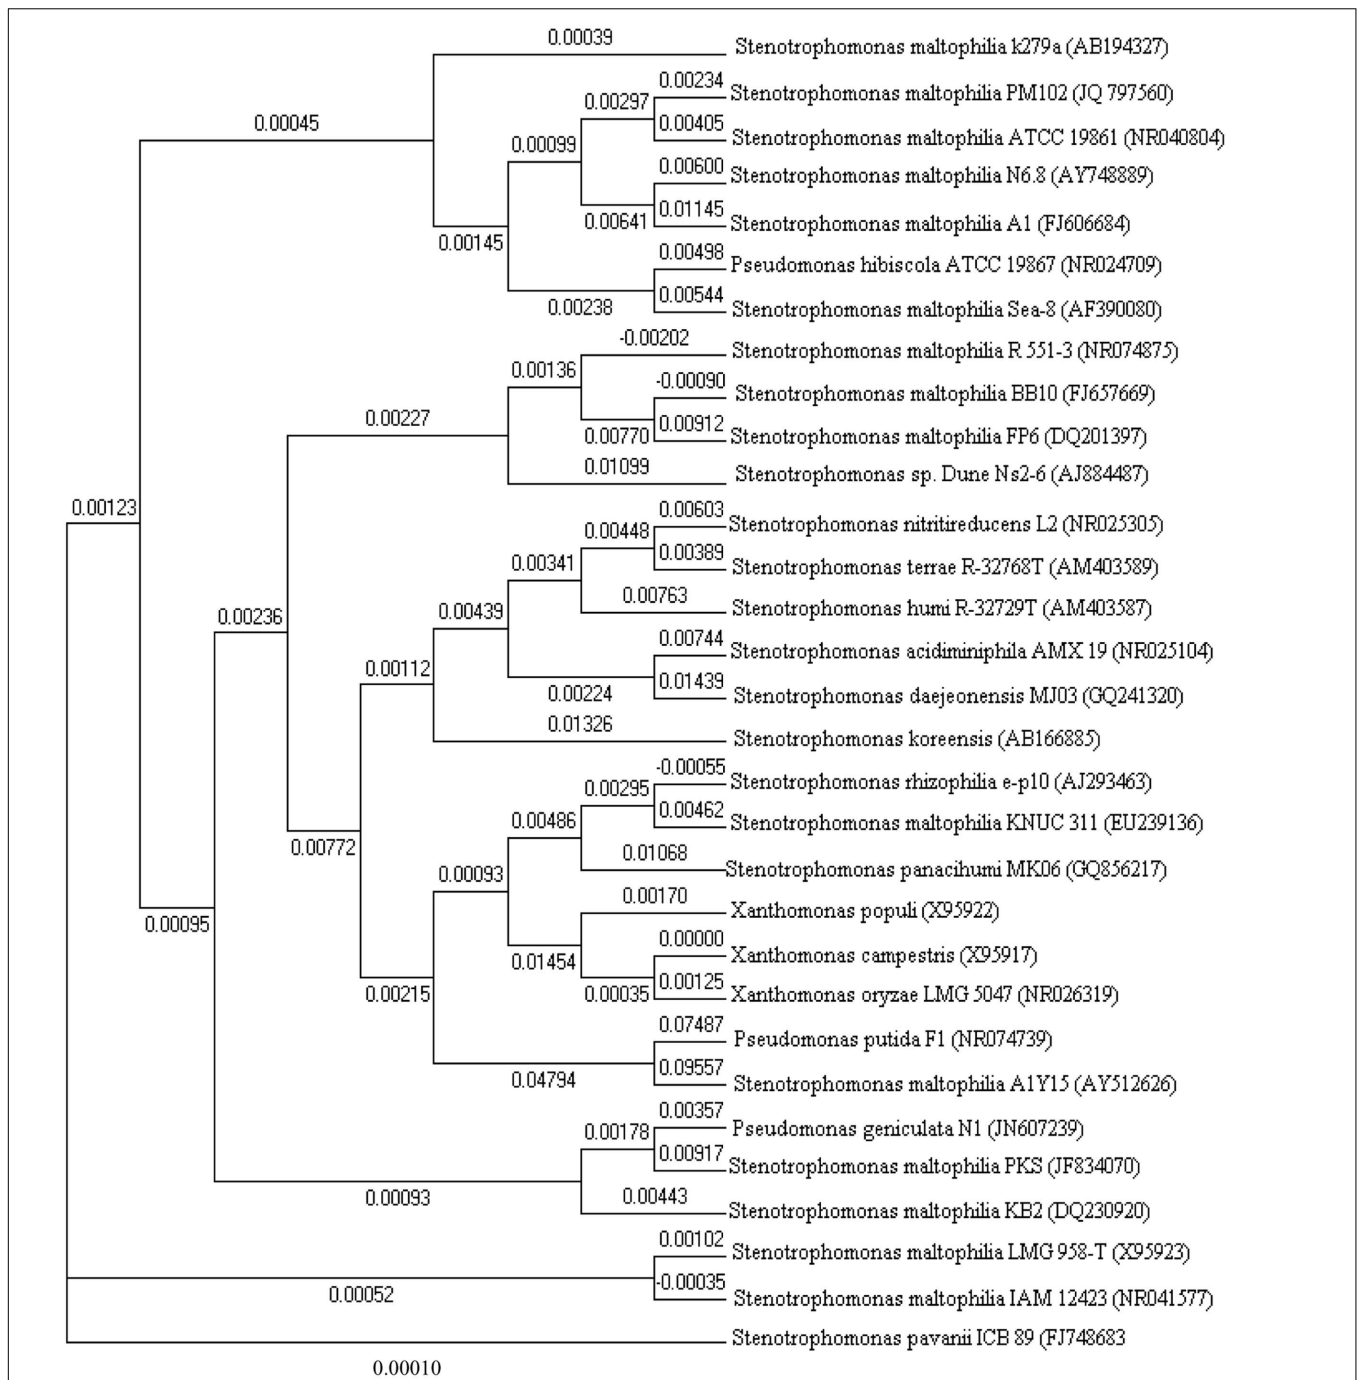 0.00039
Stenotrophomonas maltophilia k279a (AB194327)
0.00234
Stenotrophomonas maltophilia PM102 (JQ 797560)
0.00297
0.00045
0.00405
Stenotrophomonas maltophilia ATCC 19861 (NR040804)
0.00099
0.00600
Stenotrophomonas maltophilia N6.8 (AY748889)
0.01145
0.00641
Stenotrophomonas maltophilia A1 (FJ606684)
0.00145
0.00498
Pseudomonas hibiscola ATCC 19867 (NR024709)
0.00544
0.00238
Stenotrophomonas maltophilia Sea-8 (AF390080)
-0.00202
Stenotrophomonas maltophilia R 551-3 (NR074875)
0.00136
-0.00090
Stenotrophomonas maltophilia BB10 (FJ657669)
0.00227
0.00912
0.00770
Stenotrophomonas maltophilia FP6 (DQ201397)
0.01099
Stenotrophomonas sp. Dune Ns2-6 (AJ884487)
0.00123
0.00603
Stenotrophomonas nitritireducens L2 (NR025305)
0.00448
0.00389
0.00341
Stenotrophomonas terrae R-32768T (AM403589)
0.00763
Stenotrophomonas humi R-32729T (AM403587)
0.00439
0.00236
0.00744
Stenotrophomonas acidiminiphila AMX 19 (NR025104)
0.00112
0.01439
0.00224
Stenotrophomonas daejeonensis MJ03 (GQ241320)
0.01326
Stenotrophomonas koreensis (AB166885)
-0.00055
Stenotrophomonas rhizophilia e-p10 (AJ293463)
0.00295
0.00462
0.00486
Stenotrophomonas maltophilia KNUC 311 (EU239136)
0.00772
0.01068
Stenotrophomonas panacihumi MK06 (GQ856217)
0.00093
0.00170
Xanthomonas populi (X95922)
0.00095
0.00000
Xanthomonas campestris (X95917)
0.01454
0.00125
0.00035
Xanthomonas oryzae LMG 5047 (NR026319)
0.00215
0.07487
Pseudomonas putida F1 (NR074739)
0.09557
0.04794
Stenotrophomonas maltophilia A1Y15 (AY512626)
0.00357
Pseudomonas geniculata N1 (JN607239)
0.00178
0.00917
Stenotrophomonas maltophilia PKS (JF834070)
0.00093
0.00443
Stenotrophomonas maltophilia KB2 (DQ230920)
0.00102
Stenotrophomonas maltophilia LMG 958-T (X95923)
-0.00035
0.00052
Stenotrophomonas maltophilia IAM 12423 (NR041577)
Stenotrophomonas pavanii ICB 89 (FJ748683
0.00010